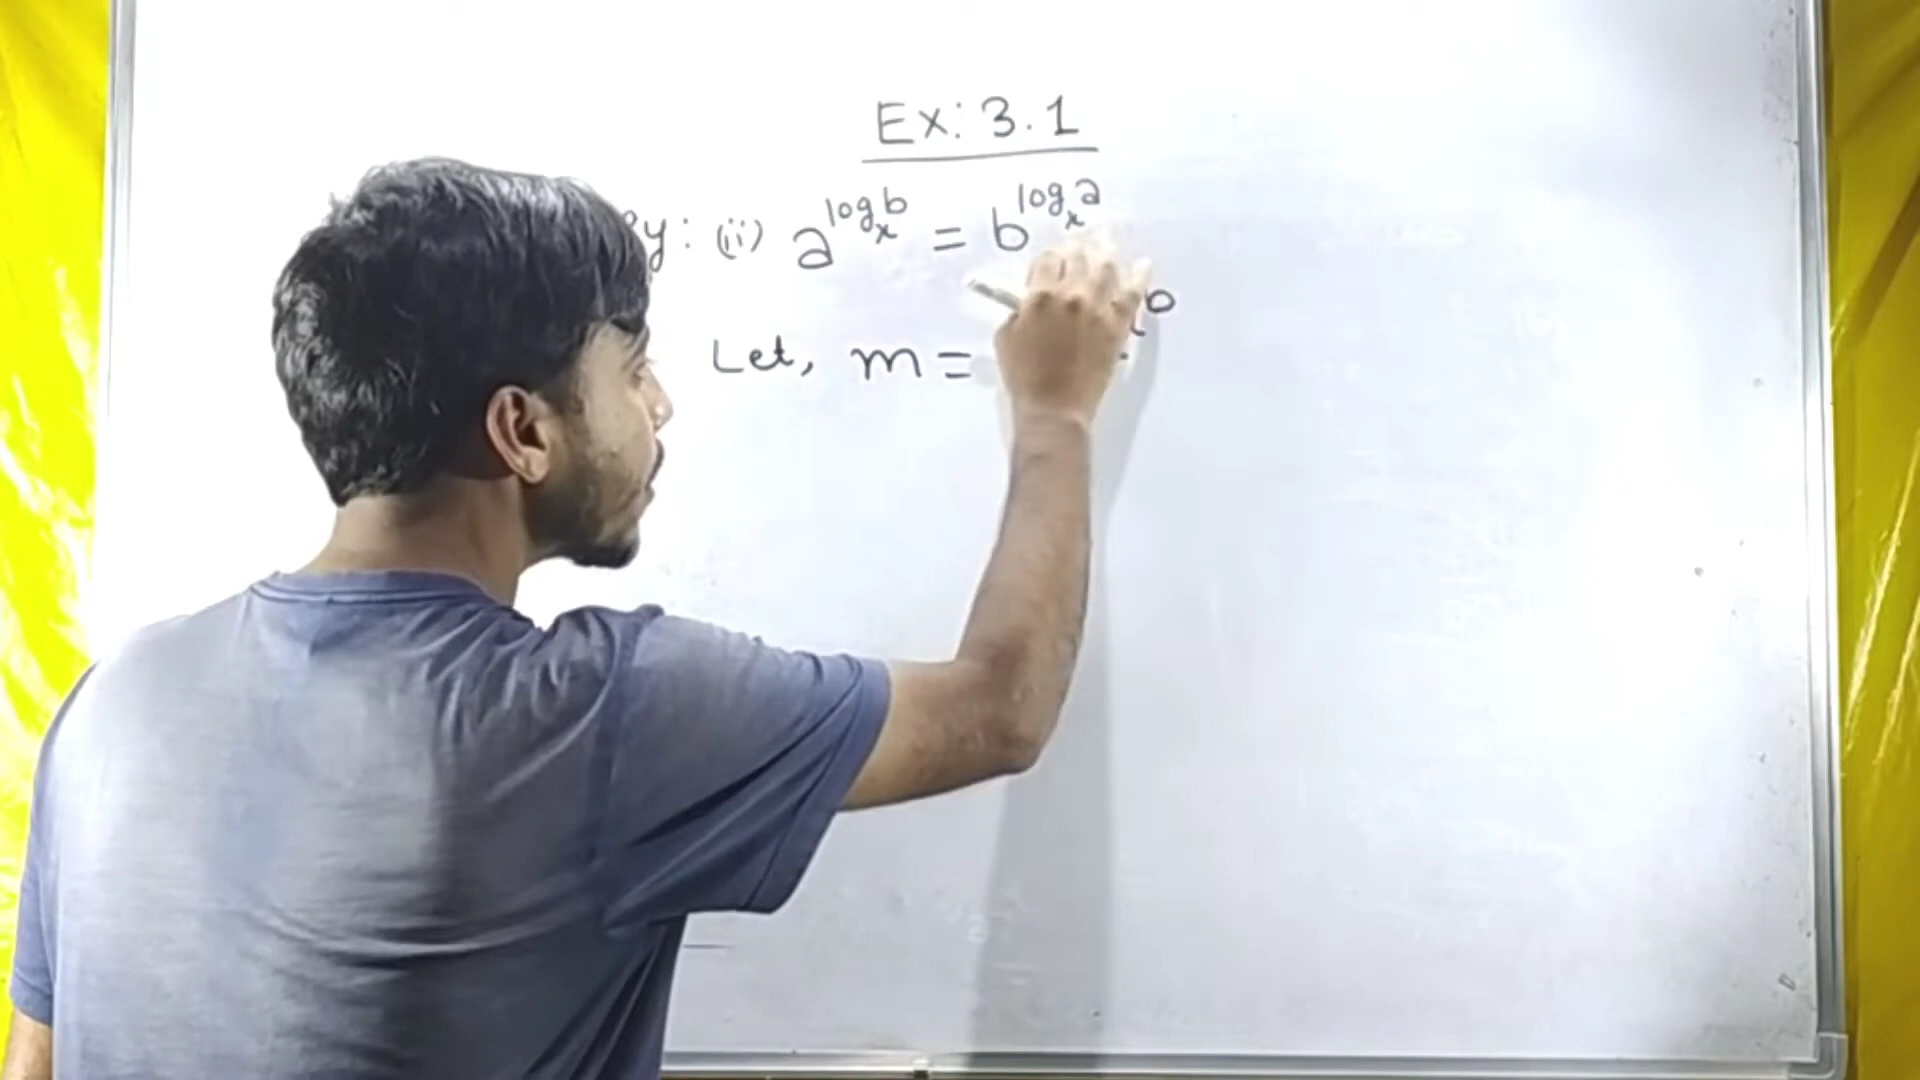 Ex: 3.1
y: (ii) a^{log_x b} = b^{log_x a}
Let, m =